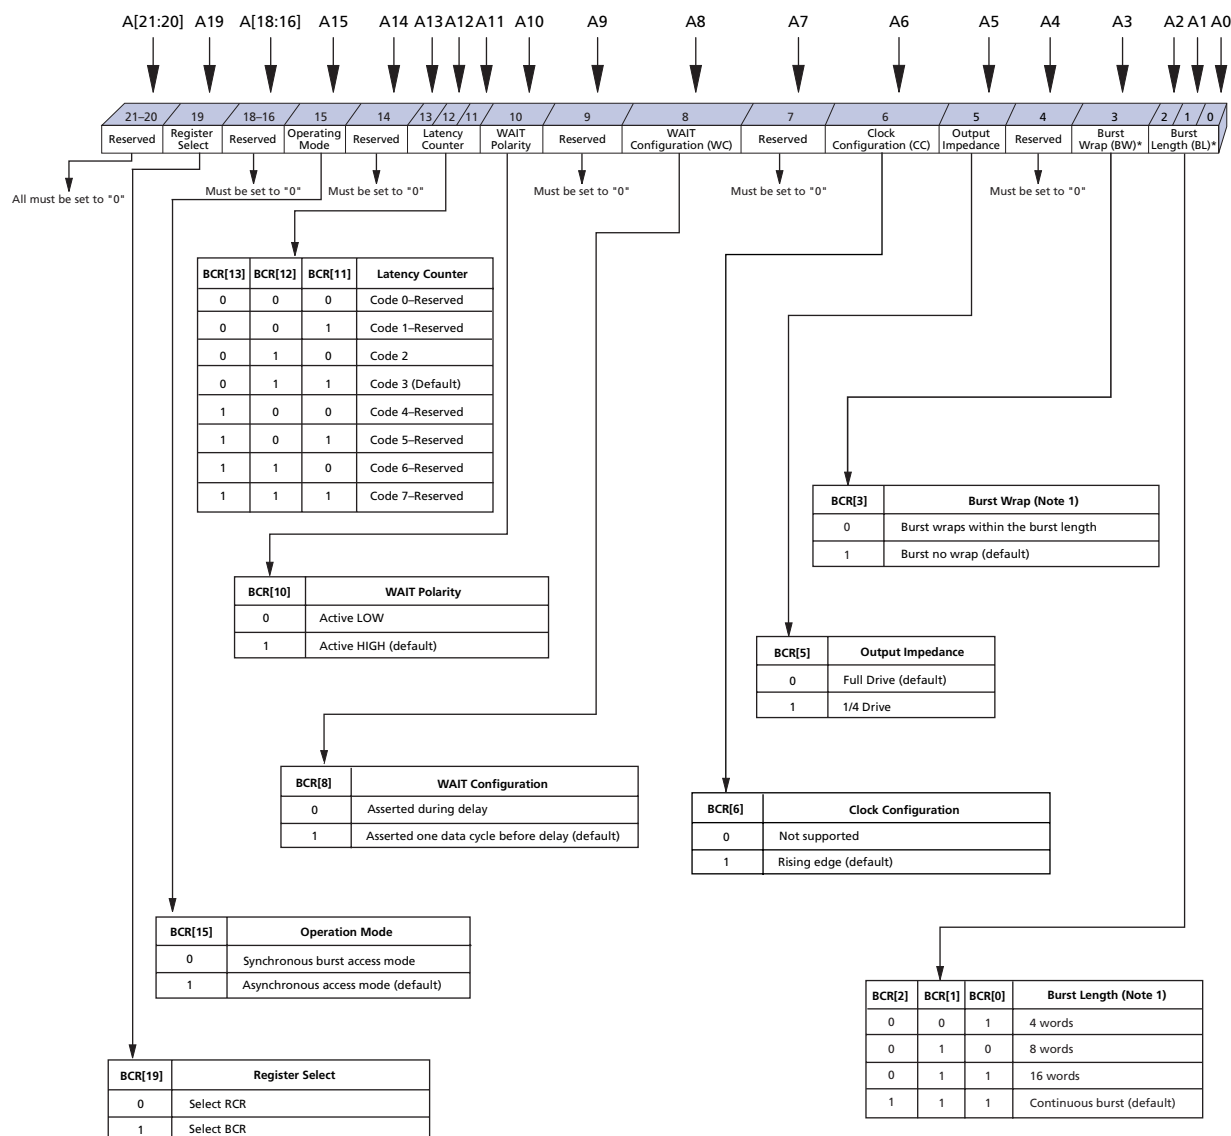 A[21:20] A19 A[18:16] A15 A14 A13 A12 A11 A10 A9 A8 A7 A6 A5 A4 A3 A2 A1 A0
21–20 19 18–16 15 14 13 12 11 10 9 8 7 6 5 4 3 2 1 0
Reserved
Register
Select
Reserved
Operating
Mode
Reserved
Latency
Counter
WAIT
Polarity
Reserved
WAIT
Configuration (WC)
Reserved
Clock
Configuration (CC)
Output
Impedance
Reserved
Burst
Wrap (BW)*
Burst
Length (BL)*
All must be set to "0"
Must be set to "0"
Must be set to "0"
Must be set to "0"
Must be set to "0"
Must be set to "0"
BCR[13] BCR[12] BCR[11] Latency Counter
0 0 0 Code 0–Reserved
0 0 1 Code 1–Reserved
0 1 0 Code 2
0 1 1 Code 3 (Default)
1 0 0 Code 4–Reserved
1 0 1 Code 5–Reserved
1 1 0 Code 6–Reserved
1 1 1 Code 7–Reserved
BCR[3] Burst Wrap (Note 1)
0 Burst wraps within the burst length
1 Burst no wrap (default)
BCR[10] WAIT Polarity
0 Active LOW
1 Active HIGH (default)
BCR[5] Output Impedance
0 Full Drive (default)
1 1/4 Drive
BCR[8] WAIT Configuration
0 Asserted during delay
1 Asserted one data cycle before delay (default)
BCR[6] Clock Configuration
0 Not supported
1 Rising edge (default)
BCR[15] Operation Mode
0 Synchronous burst access mode
1 Asynchronous access mode (default)
BCR[2] BCR[1] BCR[0] Burst Length (Note 1)
0 0 1 4 words
0 1 0 8 words
0 1 1 16 words
1 1 1 Continuous burst (default)
BCR[19] Register Select
0 Select RCR
1 Select BCR